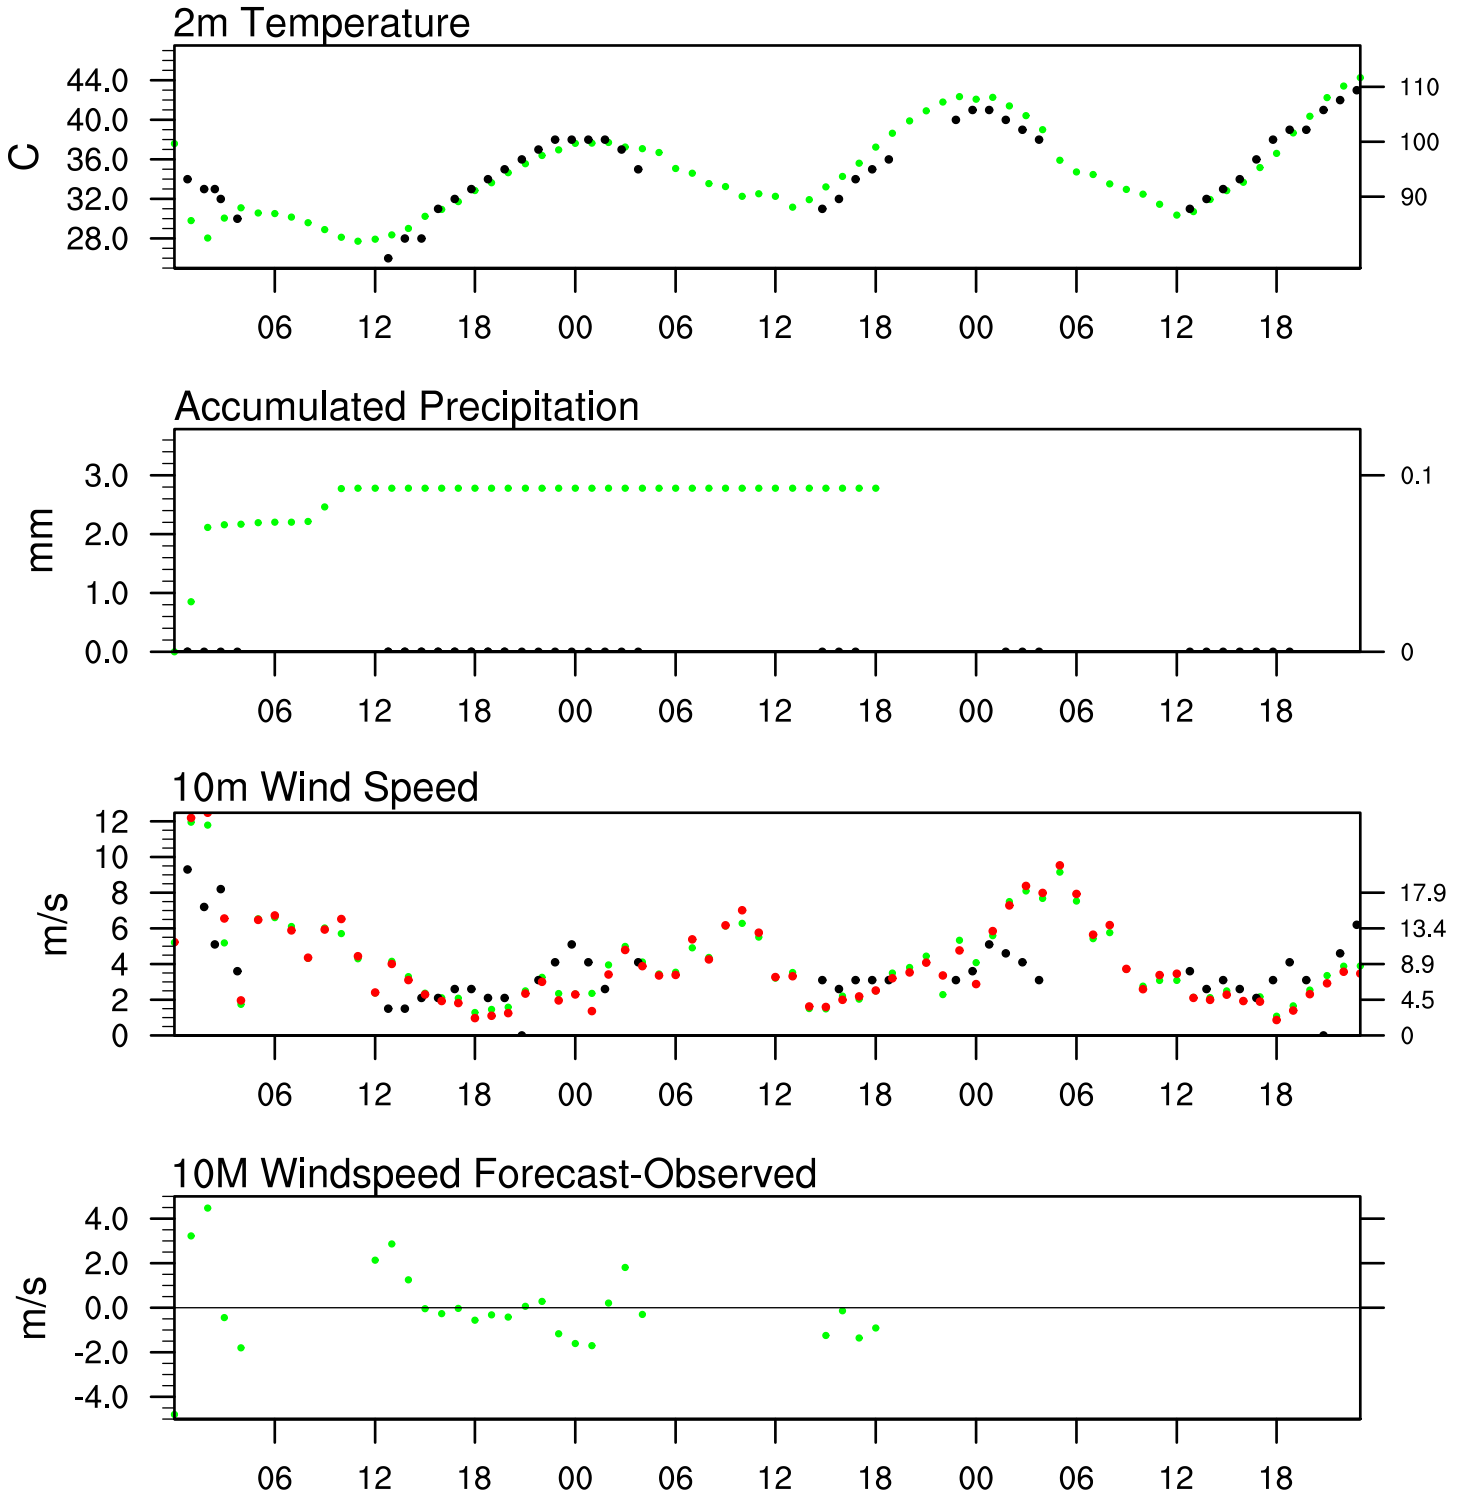 2m Temperature
44.0
40.0
36.0
32.0
28.0
C
110
100
90
06 12 18 00 06 12 18 00 06 12 18
Accumulated Precipitation
3.0
2.0
1.0
0.0
mm
0.1
0
06 12 18 00 06 12 18 00 06 12 18
10m Wind Speed
12
10
8
6
4
2
0
m/s
17.9
13.4
8.9
4.5
0
06 12 18 00 06 12 18 00 06 12 18
10M Windspeed Forecast-Observed
4.0
2.0
0.0
-2.0
-4.0
m/s
06 12 18 00 06 12 18 00 06 12 18